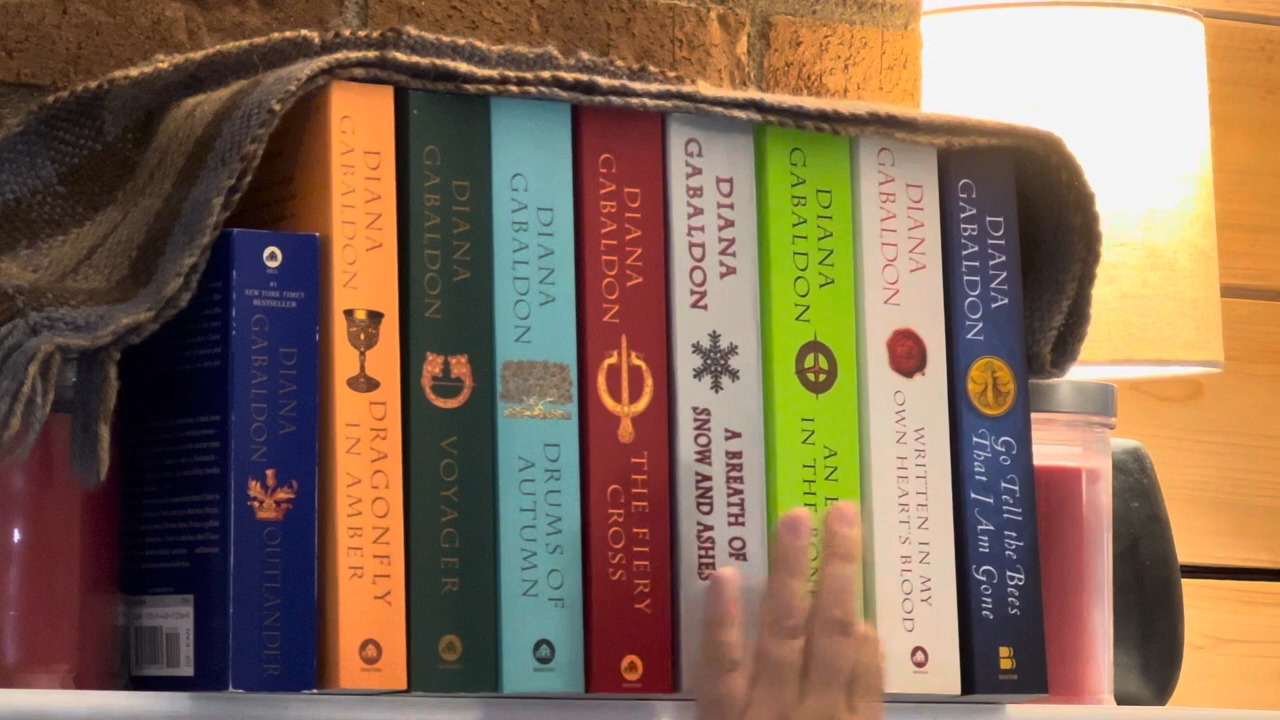 #1
NEW YORK TIMES
BESTSELLER
DIANA
GABALDON
OUTLANDER
DIANA
GABALDON
DRAGONFLY
IN AMBER
DIANA
GABALDON
VOYAGER
DIANA
GABALDON
DRUMS OF
AUTUMN
DIANA
GABALDON
THE FIERY
CROSS
DIANA
GABALDON
A BREATH OF
SNOW AND ASHES
DIANA
GABALDON
AN
IN THE
DIANA
GABALDON
WRITTEN IN MY
OWN HEART'S BLOOD
DIANA
GABALDON
Go Tell the Bees
That I Am Gone